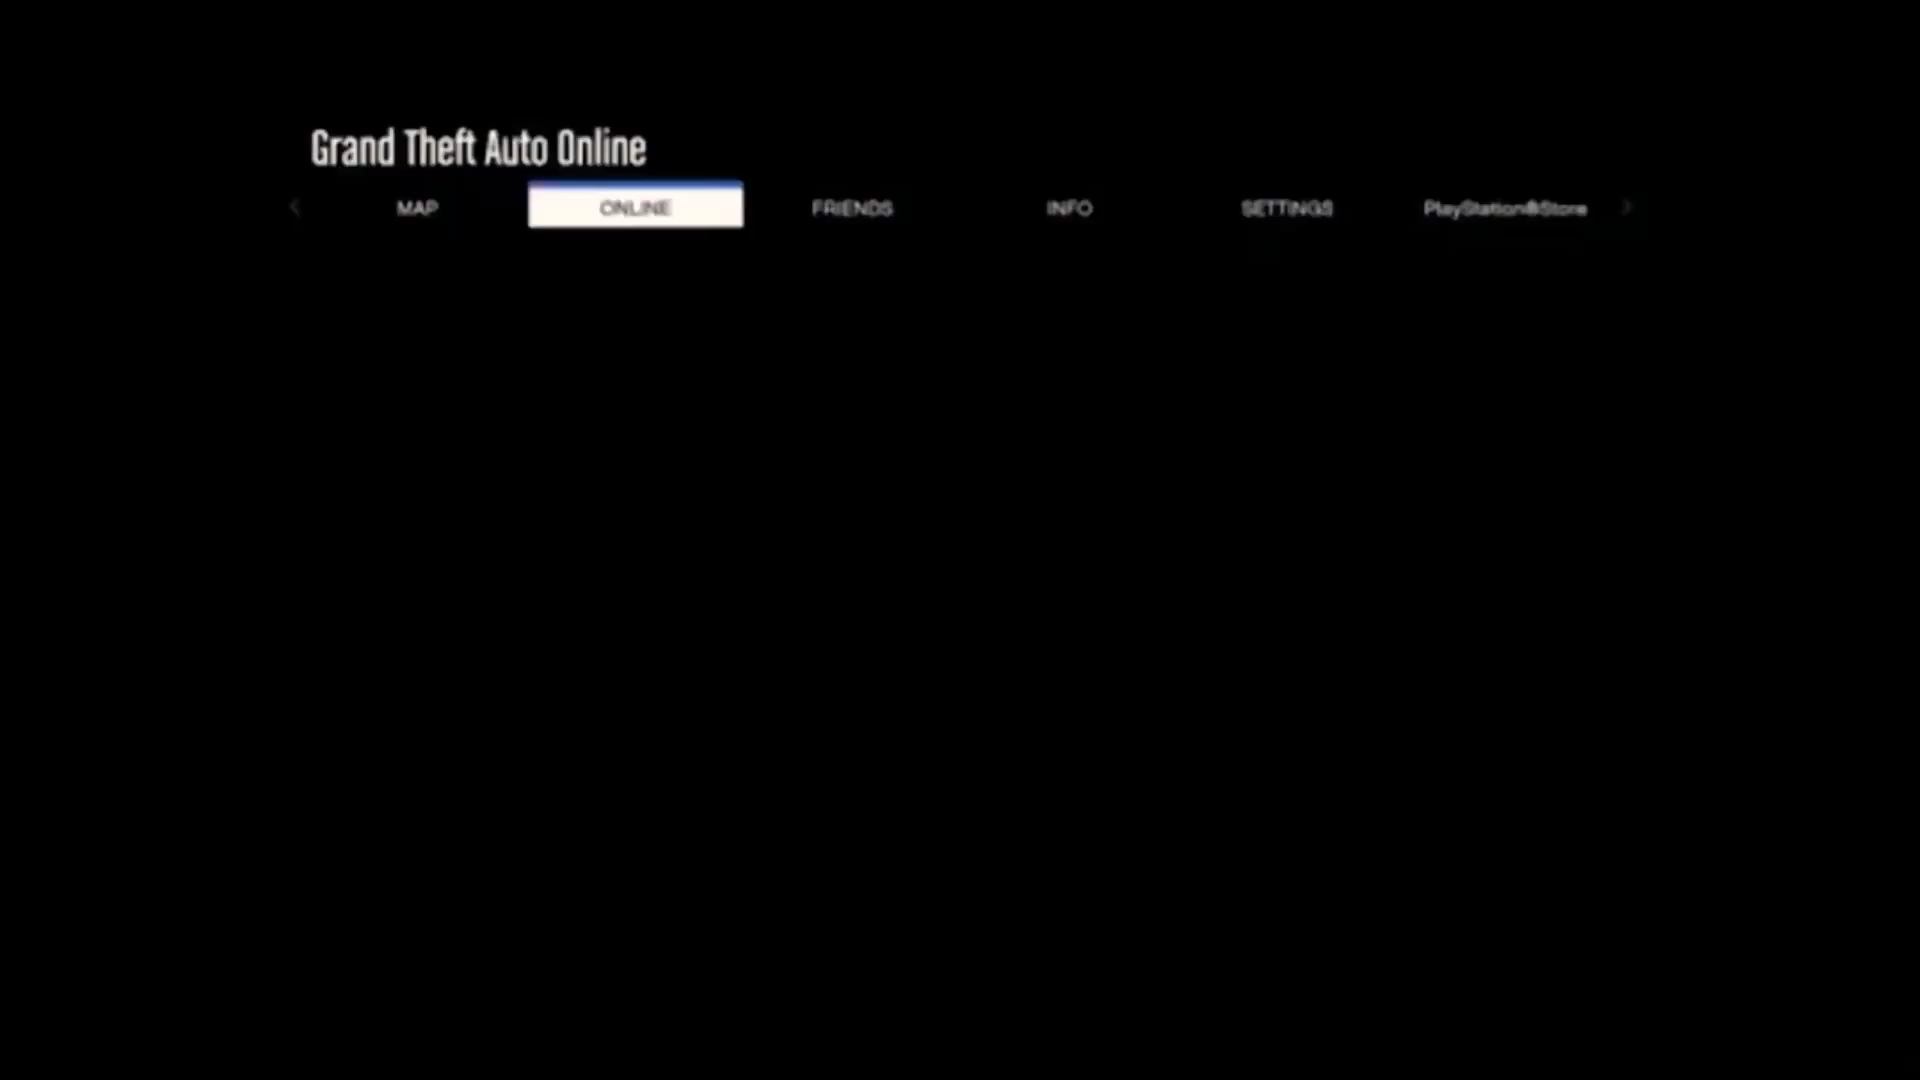 Grand Theft Auto Online
MAP ONLINE FRIENDS INFO SETTINGS PlayStation®Store